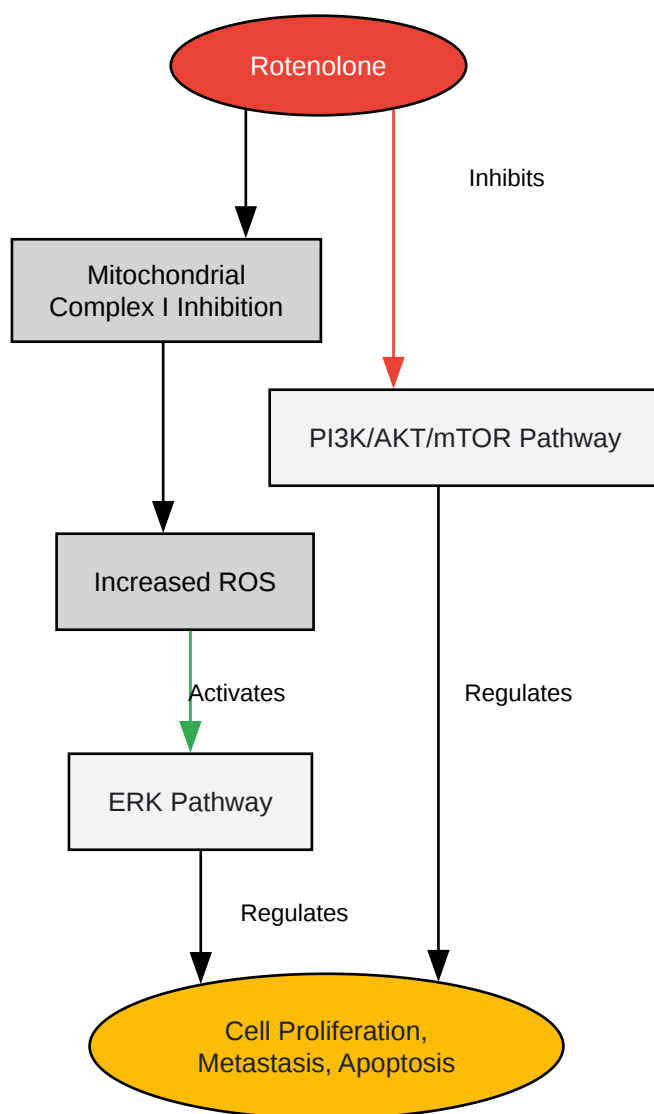 Rotenolone
Inhibits
Mitochondrial
Complex I Inhibition
PI3K/AKT/mTOR Pathway
Increased ROS
Activates
Regulates
ERK Pathway
Regulates
Cell Proliferation,
Metastasis, Apoptosis